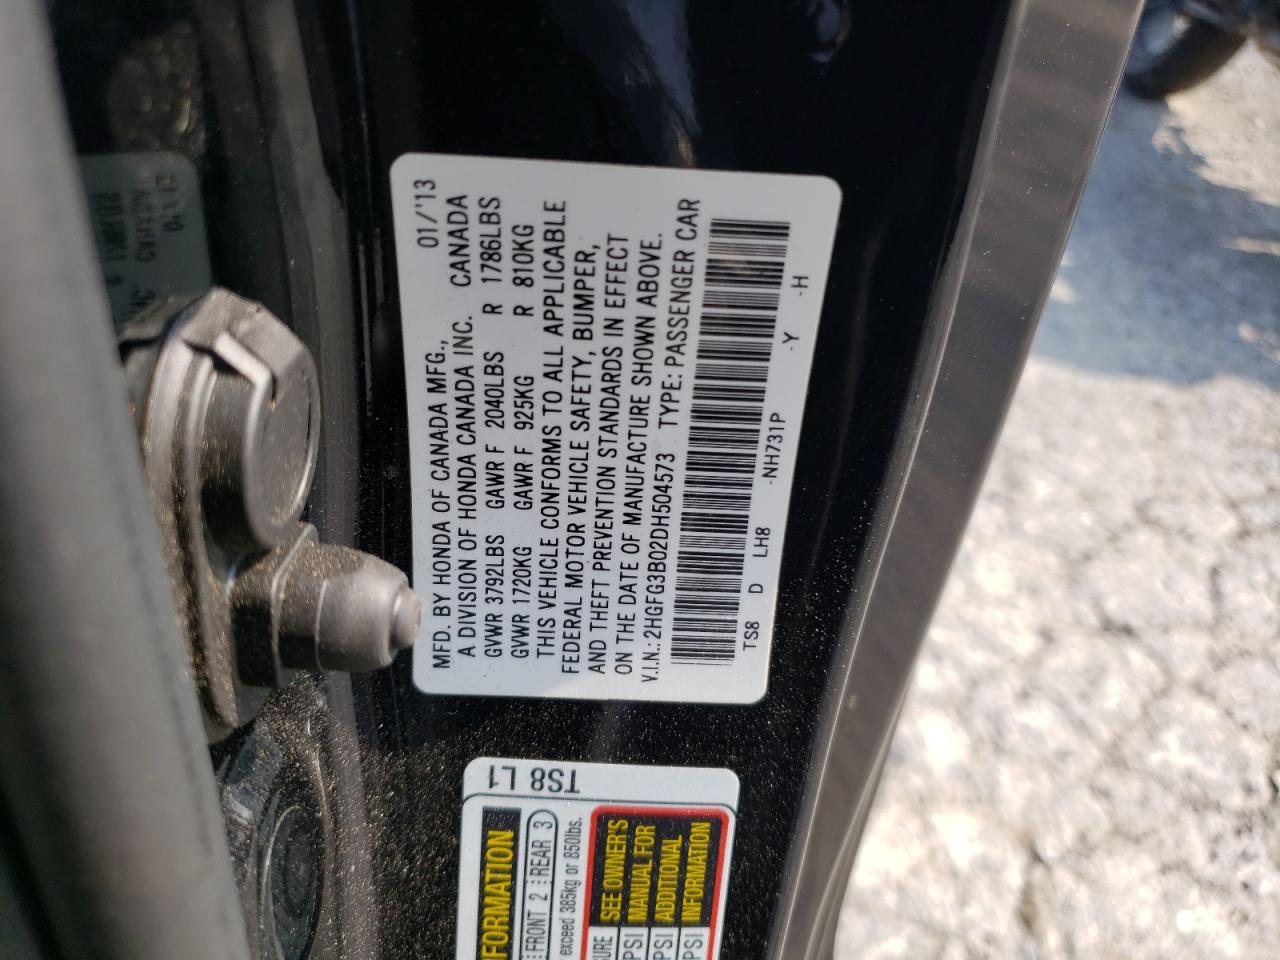 MFD. BY HONDA OF CANADA MFG., 01/'13
A DIVISION OF HONDA CANADA INC. CANADA
GVWR 3792LBS GAWR F 2040LBS R 1786LBS
GVWR 1720KG GAWR F 925KG R 810KG
THIS VEHICLE CONFORMS TO ALL APPLICABLE
FEDERAL MOTOR VEHICLE SAFETY, BUMPER,
AND THEFT PREVENTION STANDARDS IN EFFECT
ON THE DATE OF MANUFACTURE SHOWN ABOVE.
V.I.N.: 2HGFG3B02DH504573 TYPE: PASSENGER CAR
TS8 D LH8 -NH731P -Y -H
TS8 L1
FRONT 2 REAR 3
exceed 385kg or 850lbs.
SEE OWNER'S
PSI MANUAL FOR
PSI ADDITIONAL
PSI INFORMATION